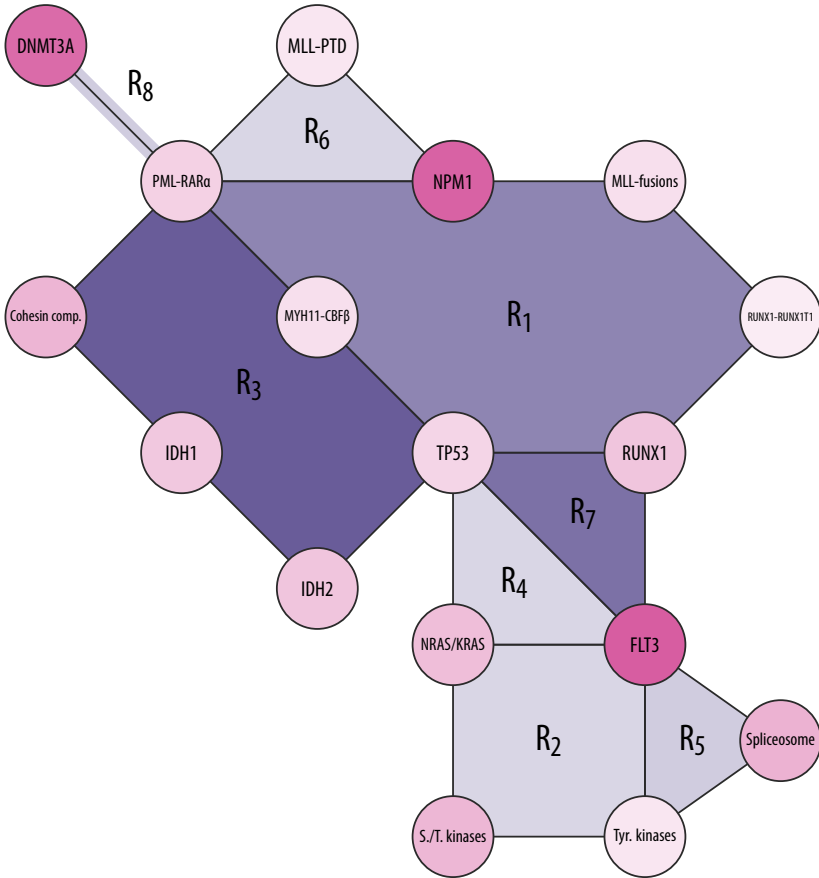 DNMT3A
MLL-PTD
R8
R6
PML-RARα
NPM1
MLL-fusions
Cohesin comp.
MYH11-CBFβ
R1
RUNX1-RUNX1T1
R3
IDH1
TP53
RUNX1
R7
R4
IDH2
NRAS/KRAS
FLT3
R2
R5
Spliceosome
S./T. kinases
Tyr. kinases